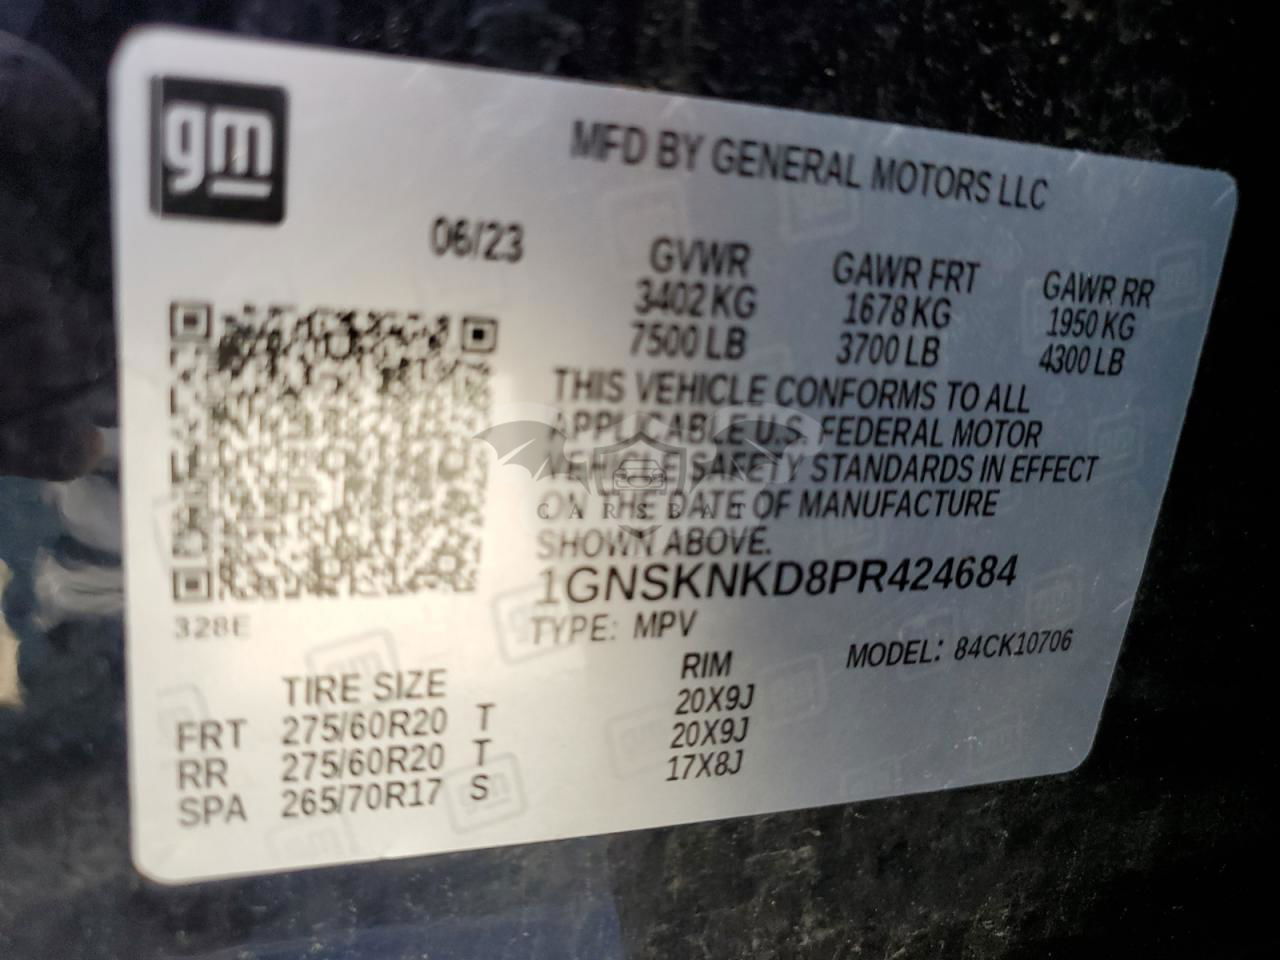 gm
MFD BY GENERAL MOTORS LLC
06/23
GVWR GAWR FRT GAWR RR
3402 KG 1678 KG 1950 KG
7500 LB 3700 LB 4300 LB
THIS VEHICLE CONFORMS TO ALL
APPLICABLE U.S. FEDERAL MOTOR
VEHICLE SAFETY STANDARDS IN EFFECT
ON THE DATE OF MANUFACTURE
SHOWN ABOVE.
CARSBAT
1GNSKNKD8PR424684
328E
TYPE: MPV
MODEL: 84CK10706
TIRE SIZE RIM
FRT 275/60R20 T 20X9J
RR 275/60R20 T 20X9J
SPA 265/70R17 S 17X8J